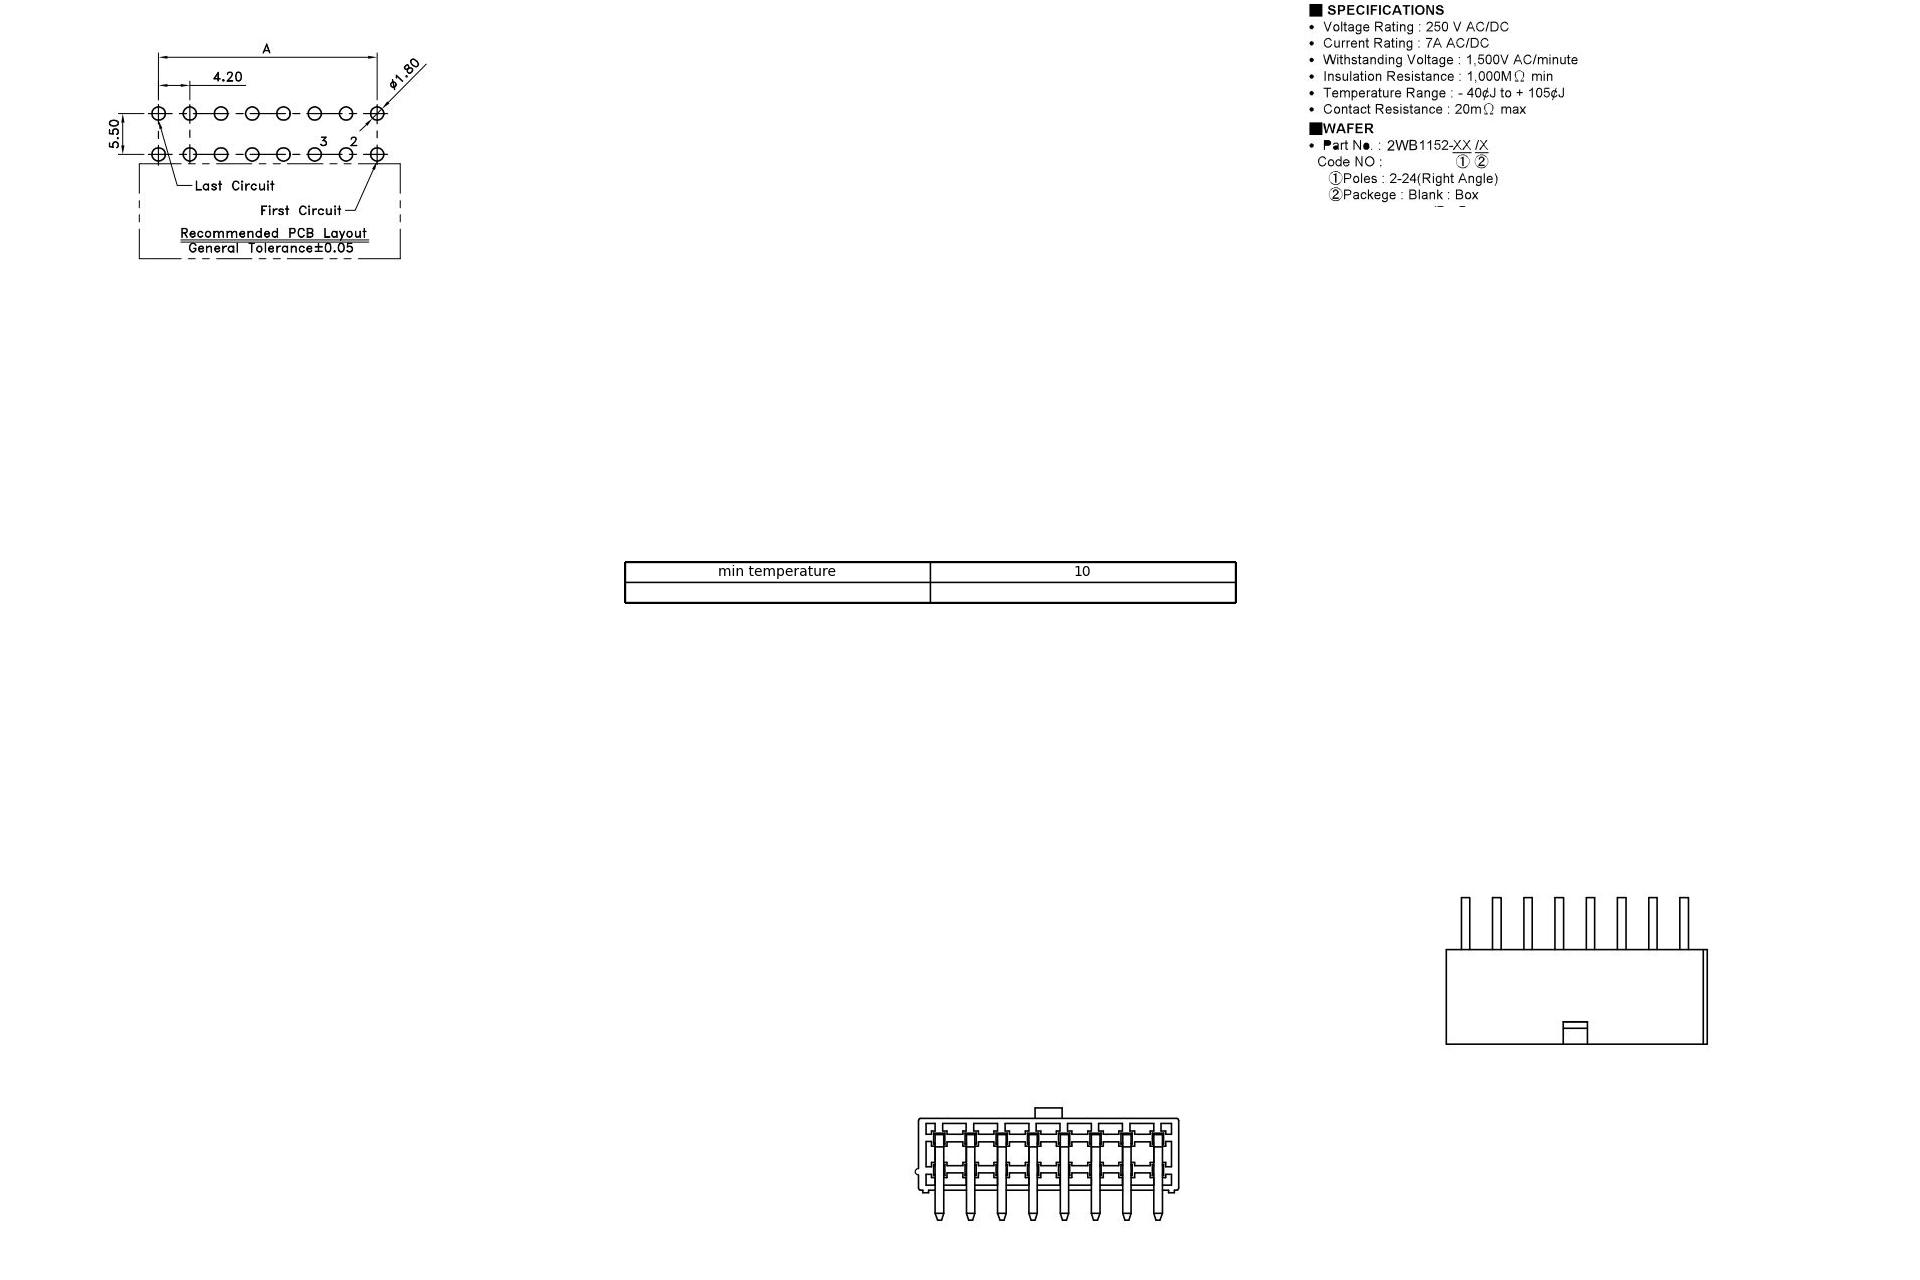 A
4.20
ø1.80
5.50
3 2
Last Circuit
First Circuit
Recommended PCB Layout
General Tolerance±0.05
■ SPECIFICATIONS
• Voltage Rating : 250 V AC/DC
• Current Rating : 7A AC/DC
• Withstanding Voltage : 1,500V AC/minute
• Insulation Resistance : 1,000MΩ min
• Temperature Range : - 40¢J to + 105¢J
• Contact Resistance : 20mΩ max
■WAFER
• Part No. : 2WB1152-XX /X
Code NO : ① ②
①Poles : 2-24(Right Angle)
②Packege : Blank : Box
min temperature 10